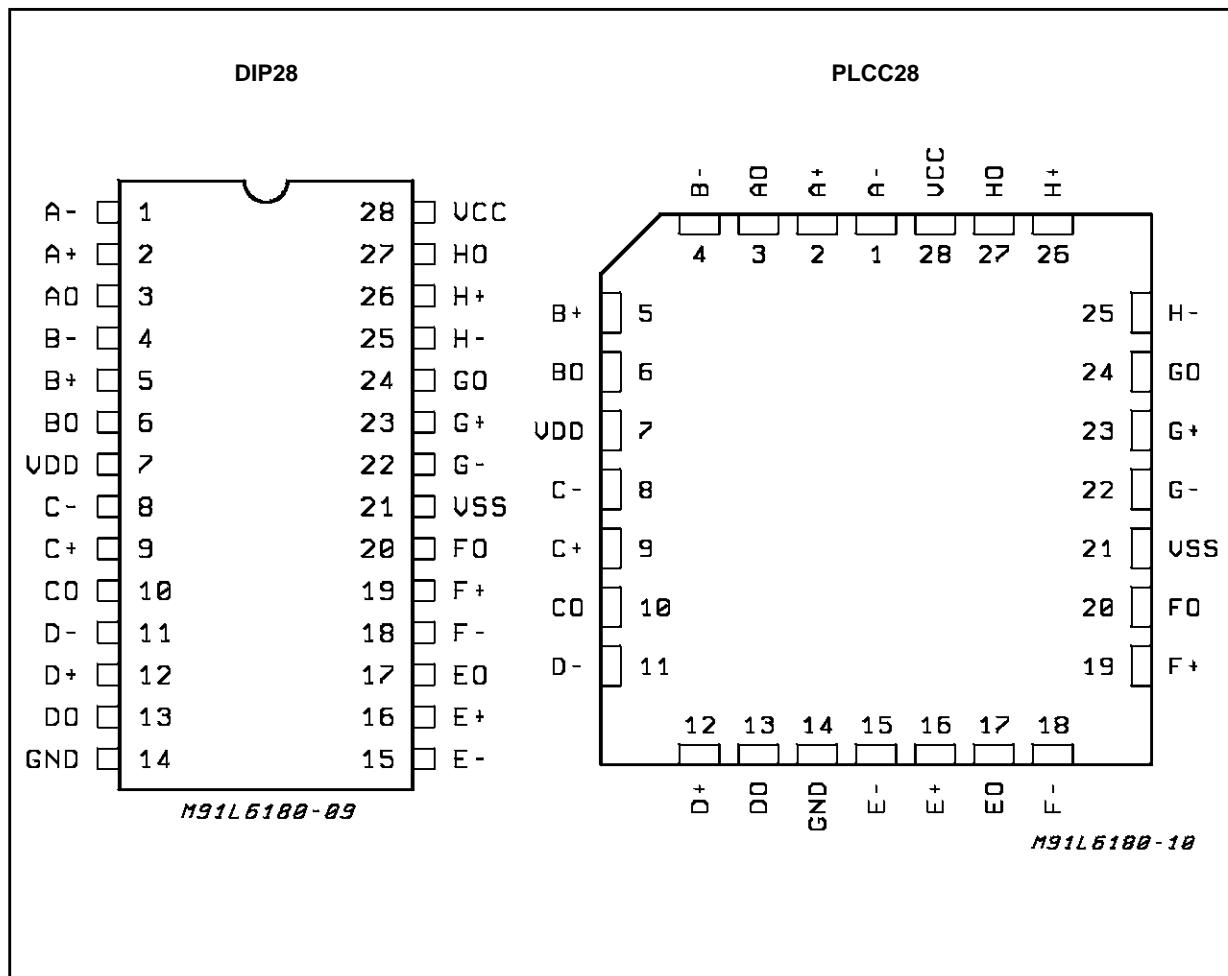 DIP28
PLCC28
A- 1 28 VCC
A+ 2 27 HO
AO 3 26 H+
B- 4 25 H-
B+ 5 24 GO
BO 6 23 G+
VDD 7 22 G-
C- 8 21 VSS
C+ 9 20 FO
CO 10 19 F+
D- 11 18 F-
D+ 12 17 EO
DO 13 16 E+
GND 14 15 E-
M91L6180-09
B- AO A+ A- VCC HO H+
4 3 2 1 28 27 26
B+ 5 25 H-
BO 6 24 GO
VDD 7 23 G+
C- 8 22 G-
C+ 9 21 VSS
CO 10 20 FO
D- 11 19 F+
12 13 14 15 16 17 18
D+ DO GND E- E+ EO F-
M91L6180-10